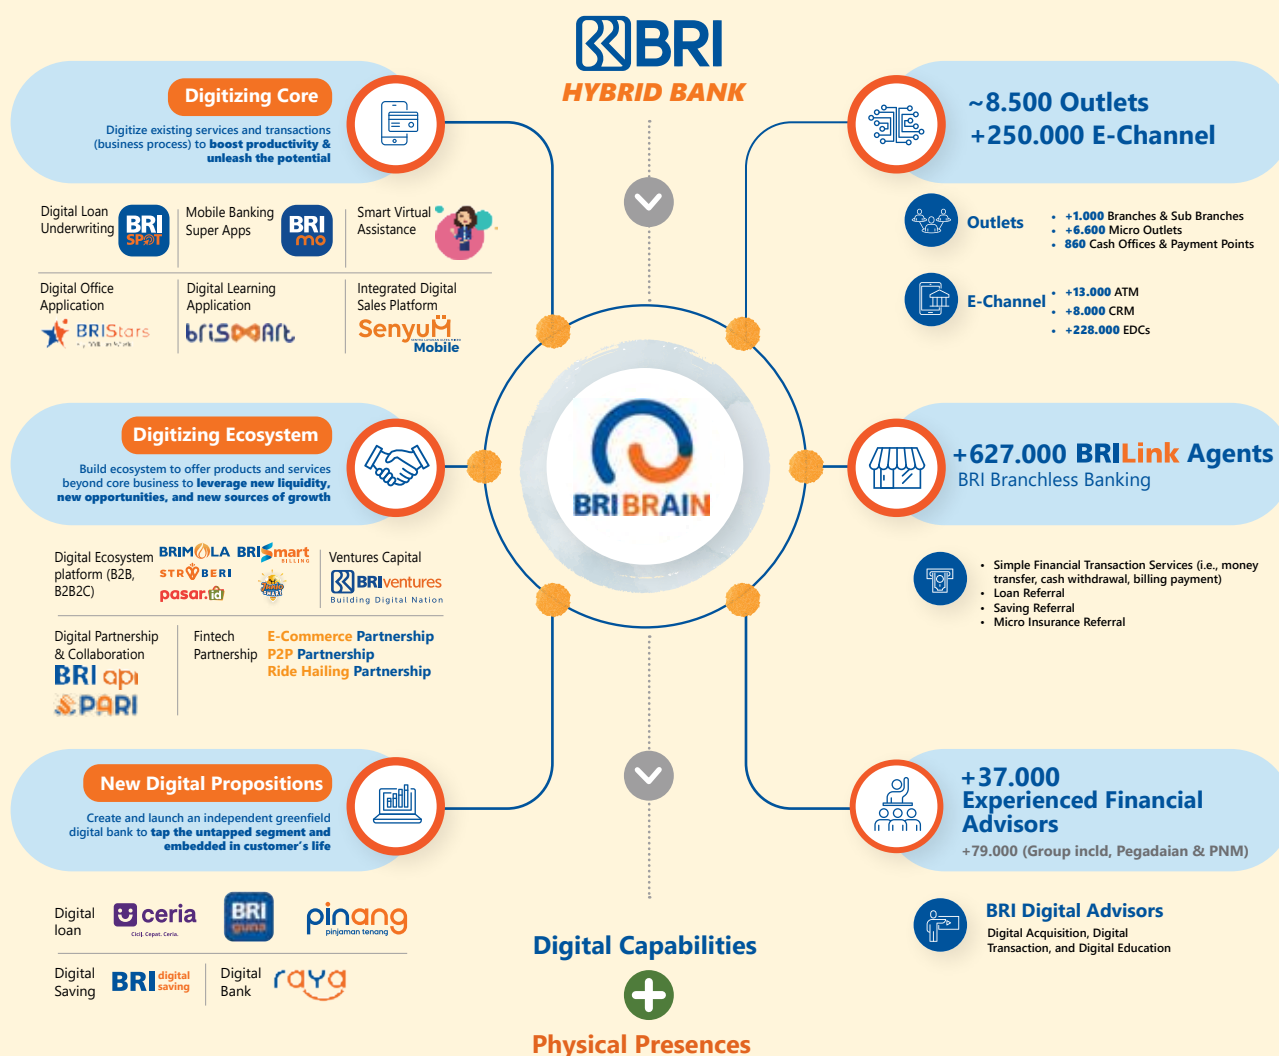 BRI
HYBRID BANK
Digitizing Core
Digitize existing services and transactions
(business process) to boost productivity &
unleash the potential
Digital Loan
Underwriting
BRI
SPOT
Mobile Banking
Super Apps
BRI
mo
Smart Virtual
Assistance
Digital Office
Application
BRIStars
Digital Learning
Application
briSmArt
Integrated Digital
Sales Platform
SenyuM
Mobile
Digitizing Ecosystem
Build ecosystem to offer products and services
beyond core business to leverage new liquidity,
new opportunities, and new sources of growth
Digital Ecosystem
platform (B2B,
B2B2C)
BRIMOLA
BRISmart
BILLING
STROBERI
pasar.id
Ventures Capital
BRIventures
Building Digital Nation
Digital Partnership
& Collaboration
BRI api
PARI
Fintech
Partnership
E-Commerce Partnership
P2P Partnership
Ride Hailing Partnership
New Digital Propositions
Create and launch an independent greenfield
digital bank to tap the untapped segment and
embedded in customer's life
Digital
loan
ceria
Cicil. Cepat. Ceria.
BRI
guna
pinang
pinjaman tenang
Digital
Saving
BRI digital
saving
Digital
Bank
raya
BRIBRAIN
~8.500 Outlets
+250.000 E-Channel
Outlets
• +1.000 Branches & Sub Branches
• +6.600 Micro Outlets
• 860 Cash Offices & Payment Points
E-Channel
• +13.000 ATM
• +8.000 CRM
• +228.000 EDCs
+627.000 BRILink Agents
BRI Branchless Banking
• Simple Financial Transaction Services (i.e., money
transfer, cash withdrawal, billing payment)
• Loan Referral
• Saving Referral
• Micro Insurance Referral
+37.000
Experienced Financial
Advisors
+79.000 (Group incld, Pegadaian & PNM)
BRI Digital Advisors
Digital Acquisition, Digital
Transaction, and Digital Education
Digital Capabilities
+
Physical Presences